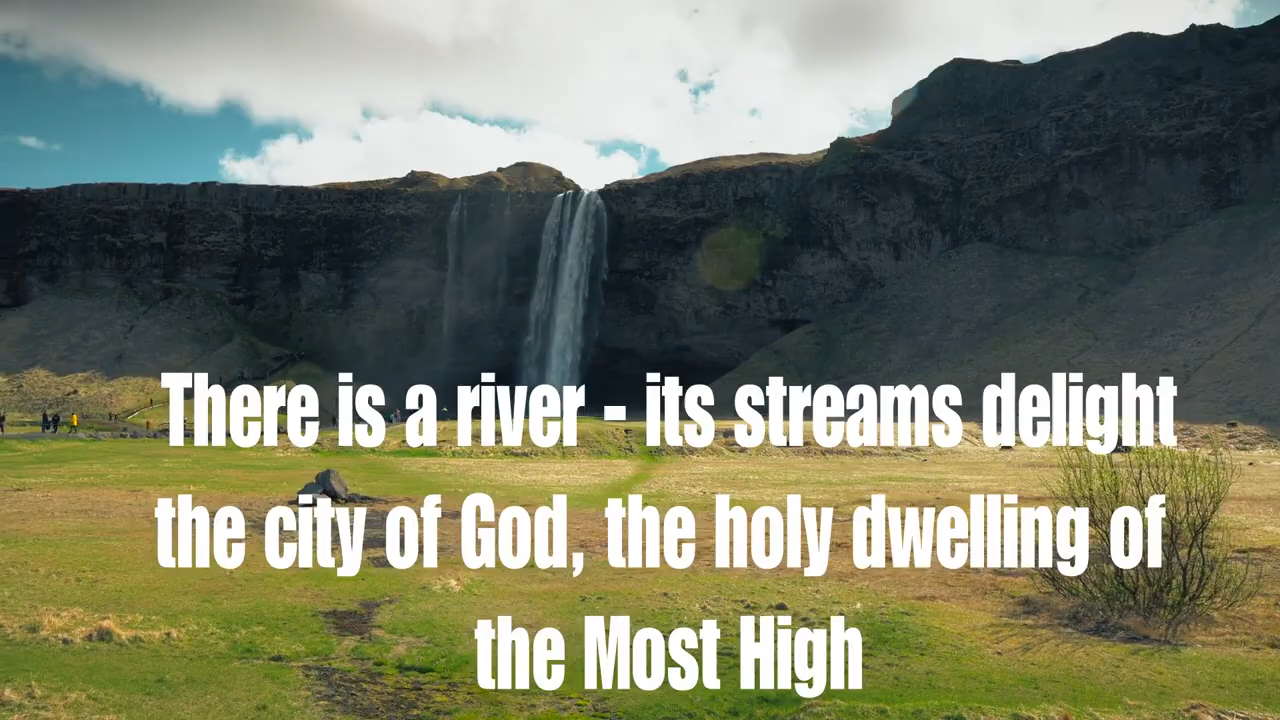 There is a river - its streams delight
the city of God, the holy dwelling of
the Most High